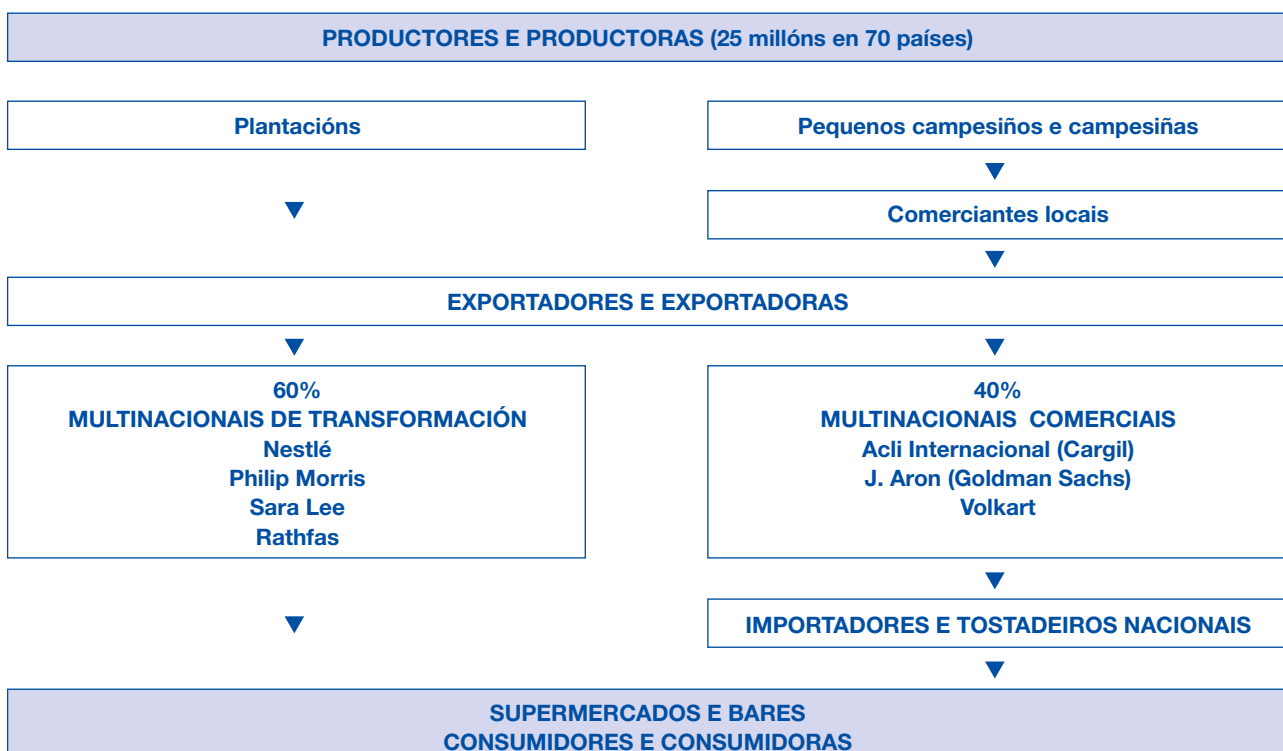 PRODUCTORES E PRODUCTORAS (25 millóns en 70 países)
Plantacións
Pequenos campesiños e campesiñas
Comerciantes locais
EXPORTADORES E EXPORTADORAS
60%
MULTINACIONAIS DE TRANSFORMACIÓN
Nestlé
Philip Morris
Sara Lee
Rathfas
40%
MULTINACIONAIS COMERCIAIS
Acli Internacional (Cargil)
J. Aron (Goldman Sachs)
Volkart
IMPORTADORES E TOSTADEIROS NACIONAIS
SUPERMERCADOS E BARES
CONSUMIDORES E CONSUMIDORAS